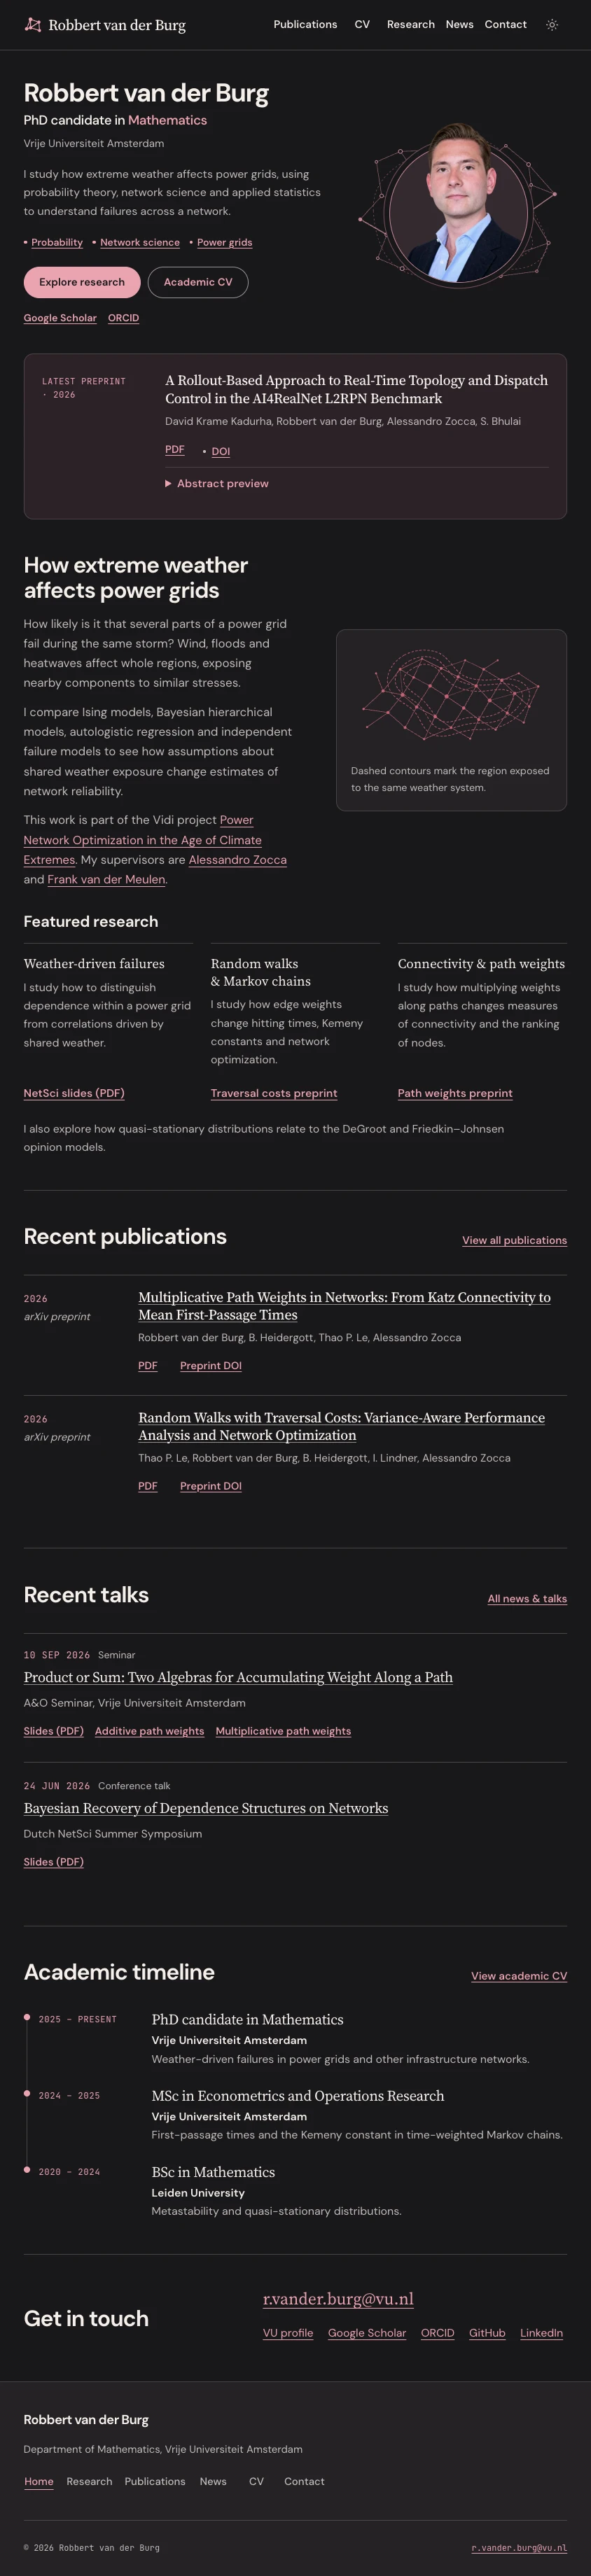 Robbert van der Burg
Publications CV Research News Contact
Robbert van der Burg
PhD candidate in Mathematics
Vrije Universiteit Amsterdam
I study how extreme weather affects power grids, using
probability theory, network science and applied statistics
to understand failures across a network.
• Probability • Network science • Power grids
Explore research Academic CV
Google Scholar ORCID
LATEST PREPRINT
· 2026
A Rollout-Based Approach to Real-Time Topology and Dispatch
Control in the AI4RealNet L2RPN Benchmark
David Krame Kadurha, Robbert van der Burg, Alessandro Zocca, S. Bhulai
PDF • DOI
▶ Abstract preview
How extreme weather
affects power grids
How likely is it that several parts of a power grid
fail during the same storm? Wind, floods and
heatwaves affect whole regions, exposing
nearby components to similar stresses.
I compare Ising models, Bayesian hierarchical
models, autologistic regression and independent
failure models to see how assumptions about
shared weather exposure change estimates of
network reliability.
This work is part of the Vidi project Power
Network Optimization in the Age of Climate
Extremes. My supervisors are Alessandro Zocca
and Frank van der Meulen.
Dashed contours mark the region exposed
to the same weather system.
Featured research
Weather-driven failures
I study how to distinguish
dependence within a power grid
from correlations driven by
shared weather.
NetSci slides (PDF)
Random walks
& Markov chains
I study how edge weights
change hitting times, Kemeny
constants and network
optimization.
Traversal costs preprint
Connectivity & path weights
I study how multiplying weights
along paths changes measures
of connectivity and the ranking
of nodes.
Path weights preprint
I also explore how quasi-stationary distributions relate to the DeGroot and Friedkin–Johnsen
opinion models.
Recent publications
View all publications
2026
arXiv preprint
Multiplicative Path Weights in Networks: From Katz Connectivity to
Mean First-Passage Times
Robbert van der Burg, B. Heidergott, Thao P. Le, Alessandro Zocca
PDF Preprint DOI
2026
arXiv preprint
Random Walks with Traversal Costs: Variance-Aware Performance
Analysis and Network Optimization
Thao P. Le, Robbert van der Burg, B. Heidergott, I. Lindner, Alessandro Zocca
PDF Preprint DOI
Recent talks
All news & talks
10 SEP 2026 Seminar
Product or Sum: Two Algebras for Accumulating Weight Along a Path
A&O Seminar, Vrije Universiteit Amsterdam
Slides (PDF) Additive path weights Multiplicative path weights
24 JUN 2026 Conference talk
Bayesian Recovery of Dependence Structures on Networks
Dutch NetSci Summer Symposium
Slides (PDF)
Academic timeline
View academic CV
2025 – PRESENT
PhD candidate in Mathematics
Vrije Universiteit Amsterdam
Weather-driven failures in power grids and other infrastructure networks.
2024 – 2025
MSc in Econometrics and Operations Research
Vrije Universiteit Amsterdam
First-passage times and the Kemeny constant in time-weighted Markov chains.
2020 – 2024
BSc in Mathematics
Leiden University
Metastability and quasi-stationary distributions.
Get in touch
r.vander.burg@vu.nl
VU profile Google Scholar ORCID GitHub LinkedIn
Robbert van der Burg
Department of Mathematics, Vrije Universiteit Amsterdam
Home Research Publications News CV Contact
© 2026 Robbert van der Burg
r.vander.burg@vu.nl